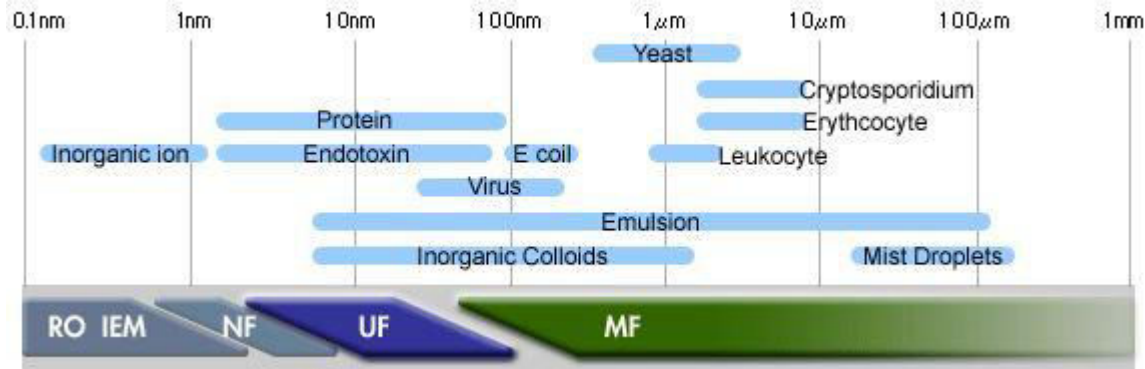 0.1nm 1nm 10nm 100nm 1μm 10μm 100μm 1mm
Yeast
Cryptosporidium
Protein Erythcocyte
Inorganic ion Endotoxin E coil Leukocyte
Virus
Emulsion
Inorganic Colloids Mist Droplets
RO IEM NF UF MF